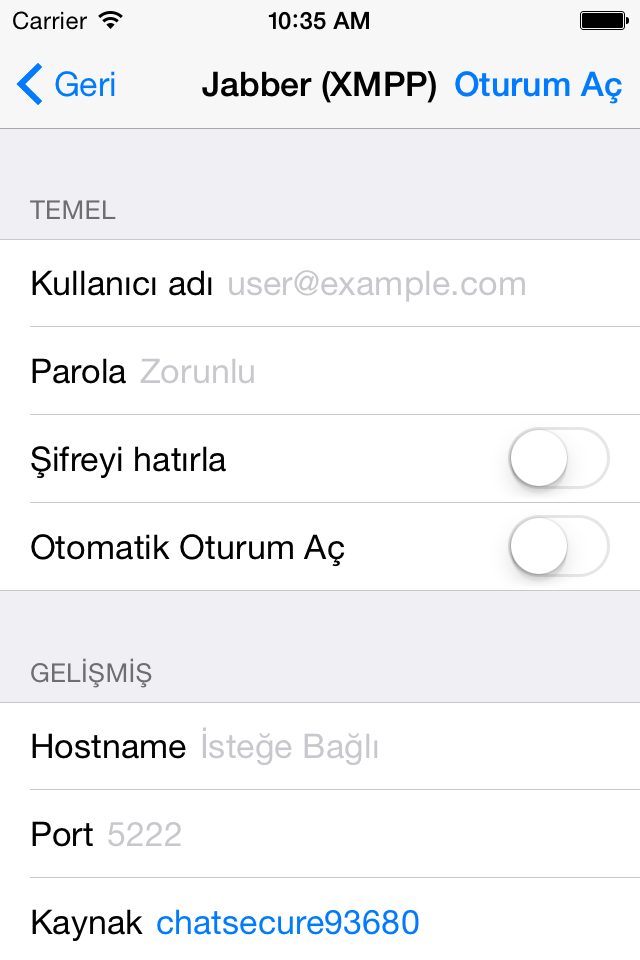 Carrier 10:35 AM
Geri Jabber (XMPP) Oturum Aç
TEMEL
Kullanıcı adı user@example.com
Parola Zorunlu
Şifreyi hatırla
Otomatik Oturum Aç
GELİŞMİŞ
Hostname İsteğe Bağlı
Port 5222
Kaynak chatsecure93680